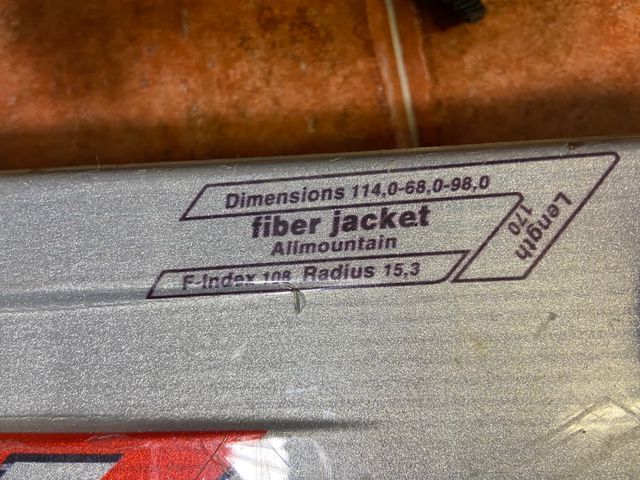 Dimensions 114,0-68,0-98,0
fiber jacket
Allmountain
F-Index 108 Radius 15,3
Length
170